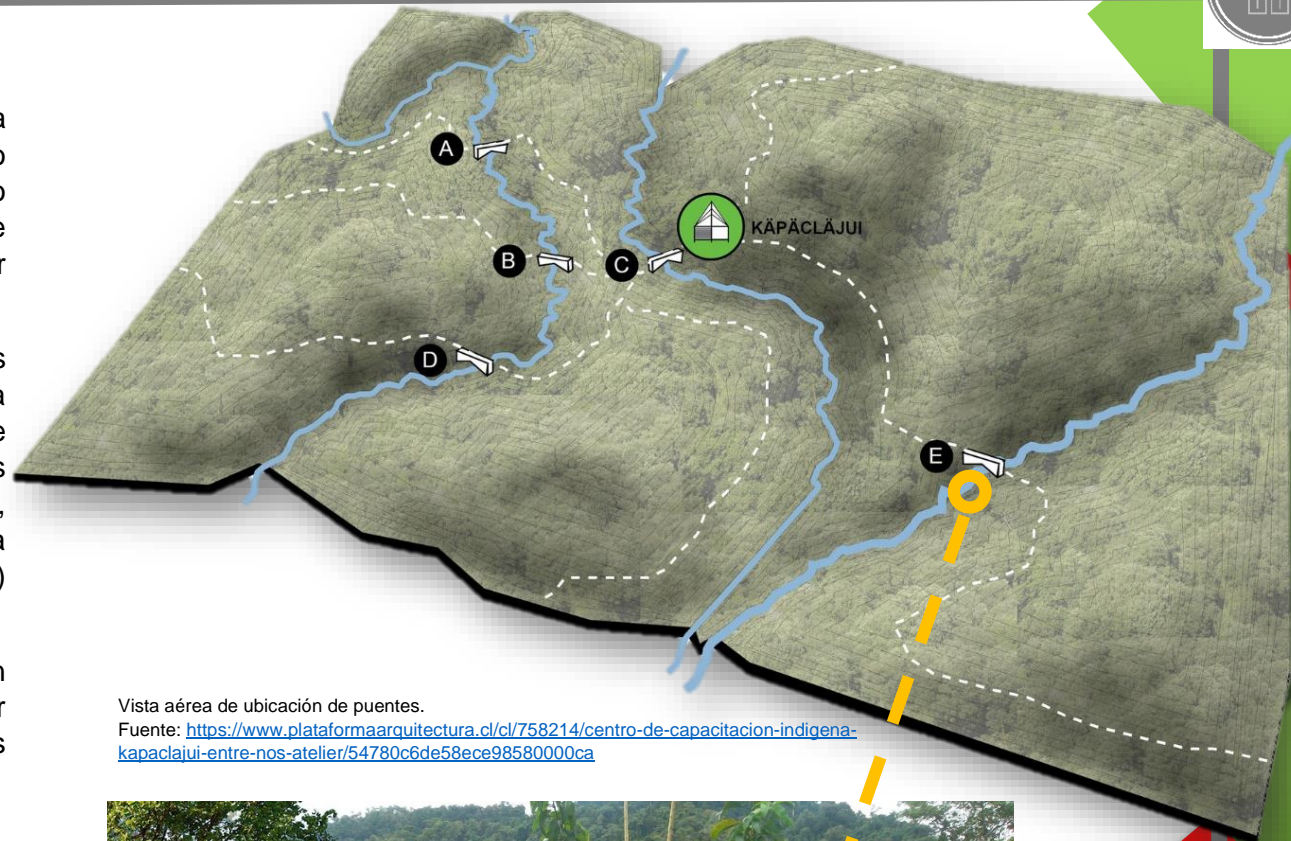 a
o
o
e
r
s
a
e
s
,
a
)
n
r
s
A
KÄPÄCLÄJUI
B
C
D
E
Vista aérea de ubicación de puentes.
Fuente: https://www.plataformaarquitectura.cl/cl/758214/centro-de-capacitacion-indigena-
kapaclajui-entre-nos-atelier/54780c6de58ece98580000ca